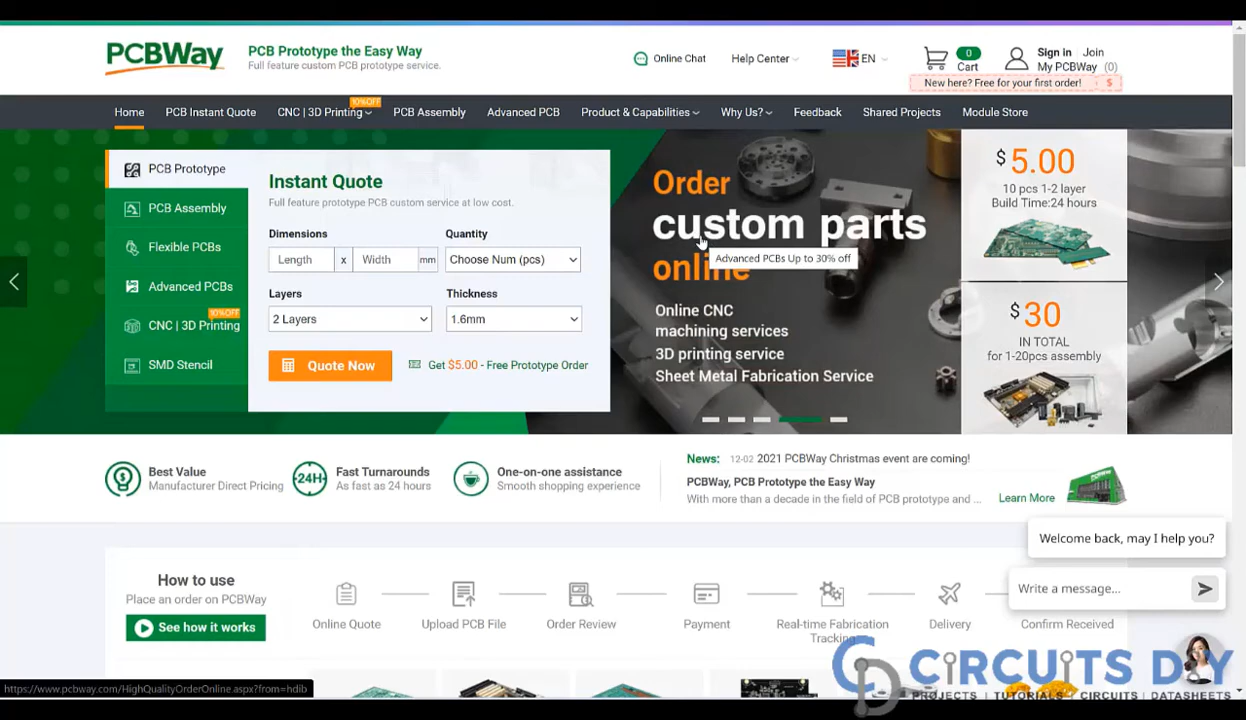 PCBWay
PCB Prototype the Easy Way
Full feature custom PCB prototype service.
Online Chat
Help Center
EN
0
Cart
Sign in Join
My PCBWay (0)
New here? Free for your first order! $
10%OFF
Home PCB Instant Quote CNC | 3D Printing PCB Assembly Advanced PCB Product & Capabilities Why Us? Feedback Shared Projects Module Store
PCB Prototype
PCB Assembly
Flexible PCBs
Advanced PCBs
10%OFF
CNC | 3D Printing
SMD Stencil
Instant Quote
Full feature prototype PCB custom service at low cost.
Dimensions
Quantity
Length x Width mm
Choose Num (pcs)
Layers
Thickness
2 Layers
1.6mm
Quote Now
Get $5.00 - Free Prototype Order
Order
custom parts
online
Advanced PCBs Up to 30% off
Online CNC
machining services
3D printing service
Sheet Metal Fabrication Service
$5.00
10 pcs 1-2 layer
Build Time:24 hours
$30
IN TOTAL
for 1-20pcs assembly
Best Value
Manufacturer Direct Pricing
24H
Fast Turnarounds
As fast as 24 hours
One-on-one assistance
Smooth shopping experience
News: 12-02 2021 PCBWay Christmas event are coming!
PCBWay, PCB Prototype the Easy Way
With more than a decade in the field of PCB prototype and ... Learn More
Welcome back, may I help you?
Write a message...
How to use
Place an order on PCBWay
See how it works
Online Quote
Upload PCB File
Order Review
Payment
Real-time Fabrication
Tracking
Delivery
Confirm Received
https://www.pcbway.com/HighQualityOrderOnline.aspx?from=hdib
CIRCUITS DIY
PROJECTS | TUTORIALS | CIRCUITS | DATASHEETS